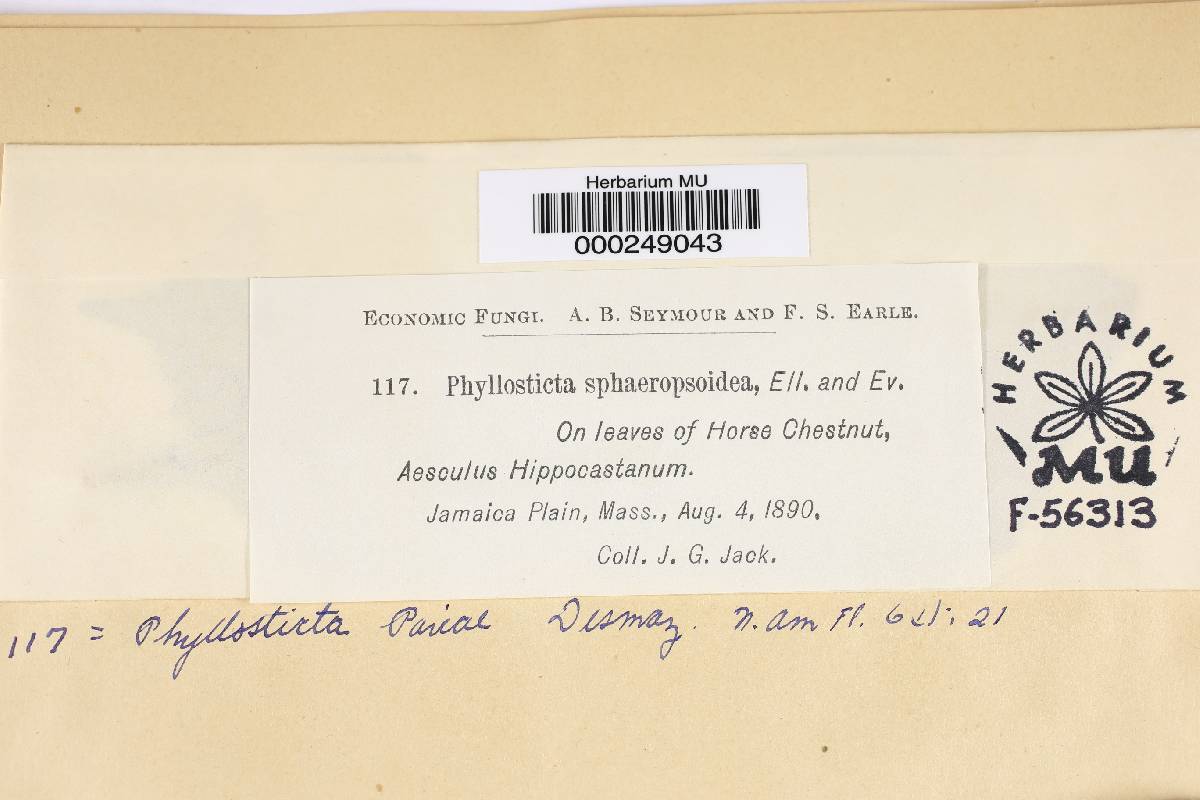 Herbarium MU
000249043
ECONOMIC FUNGI. A. B. SEYMOUR AND F. S. EARLE.
117. Phyllosticta sphaeropsoidea, Ell. and Ev.
On leaves of Horse Chestnut,
Aesculus Hippocastanum.
Jamaica Plain, Mass., Aug. 4, 1890.
Coll. J. G. Jack.
HERBARIUM
MU
F-56313
117 = Phyllosticta Paviae Desmaz. N. Am Fl. 6 (1): 21